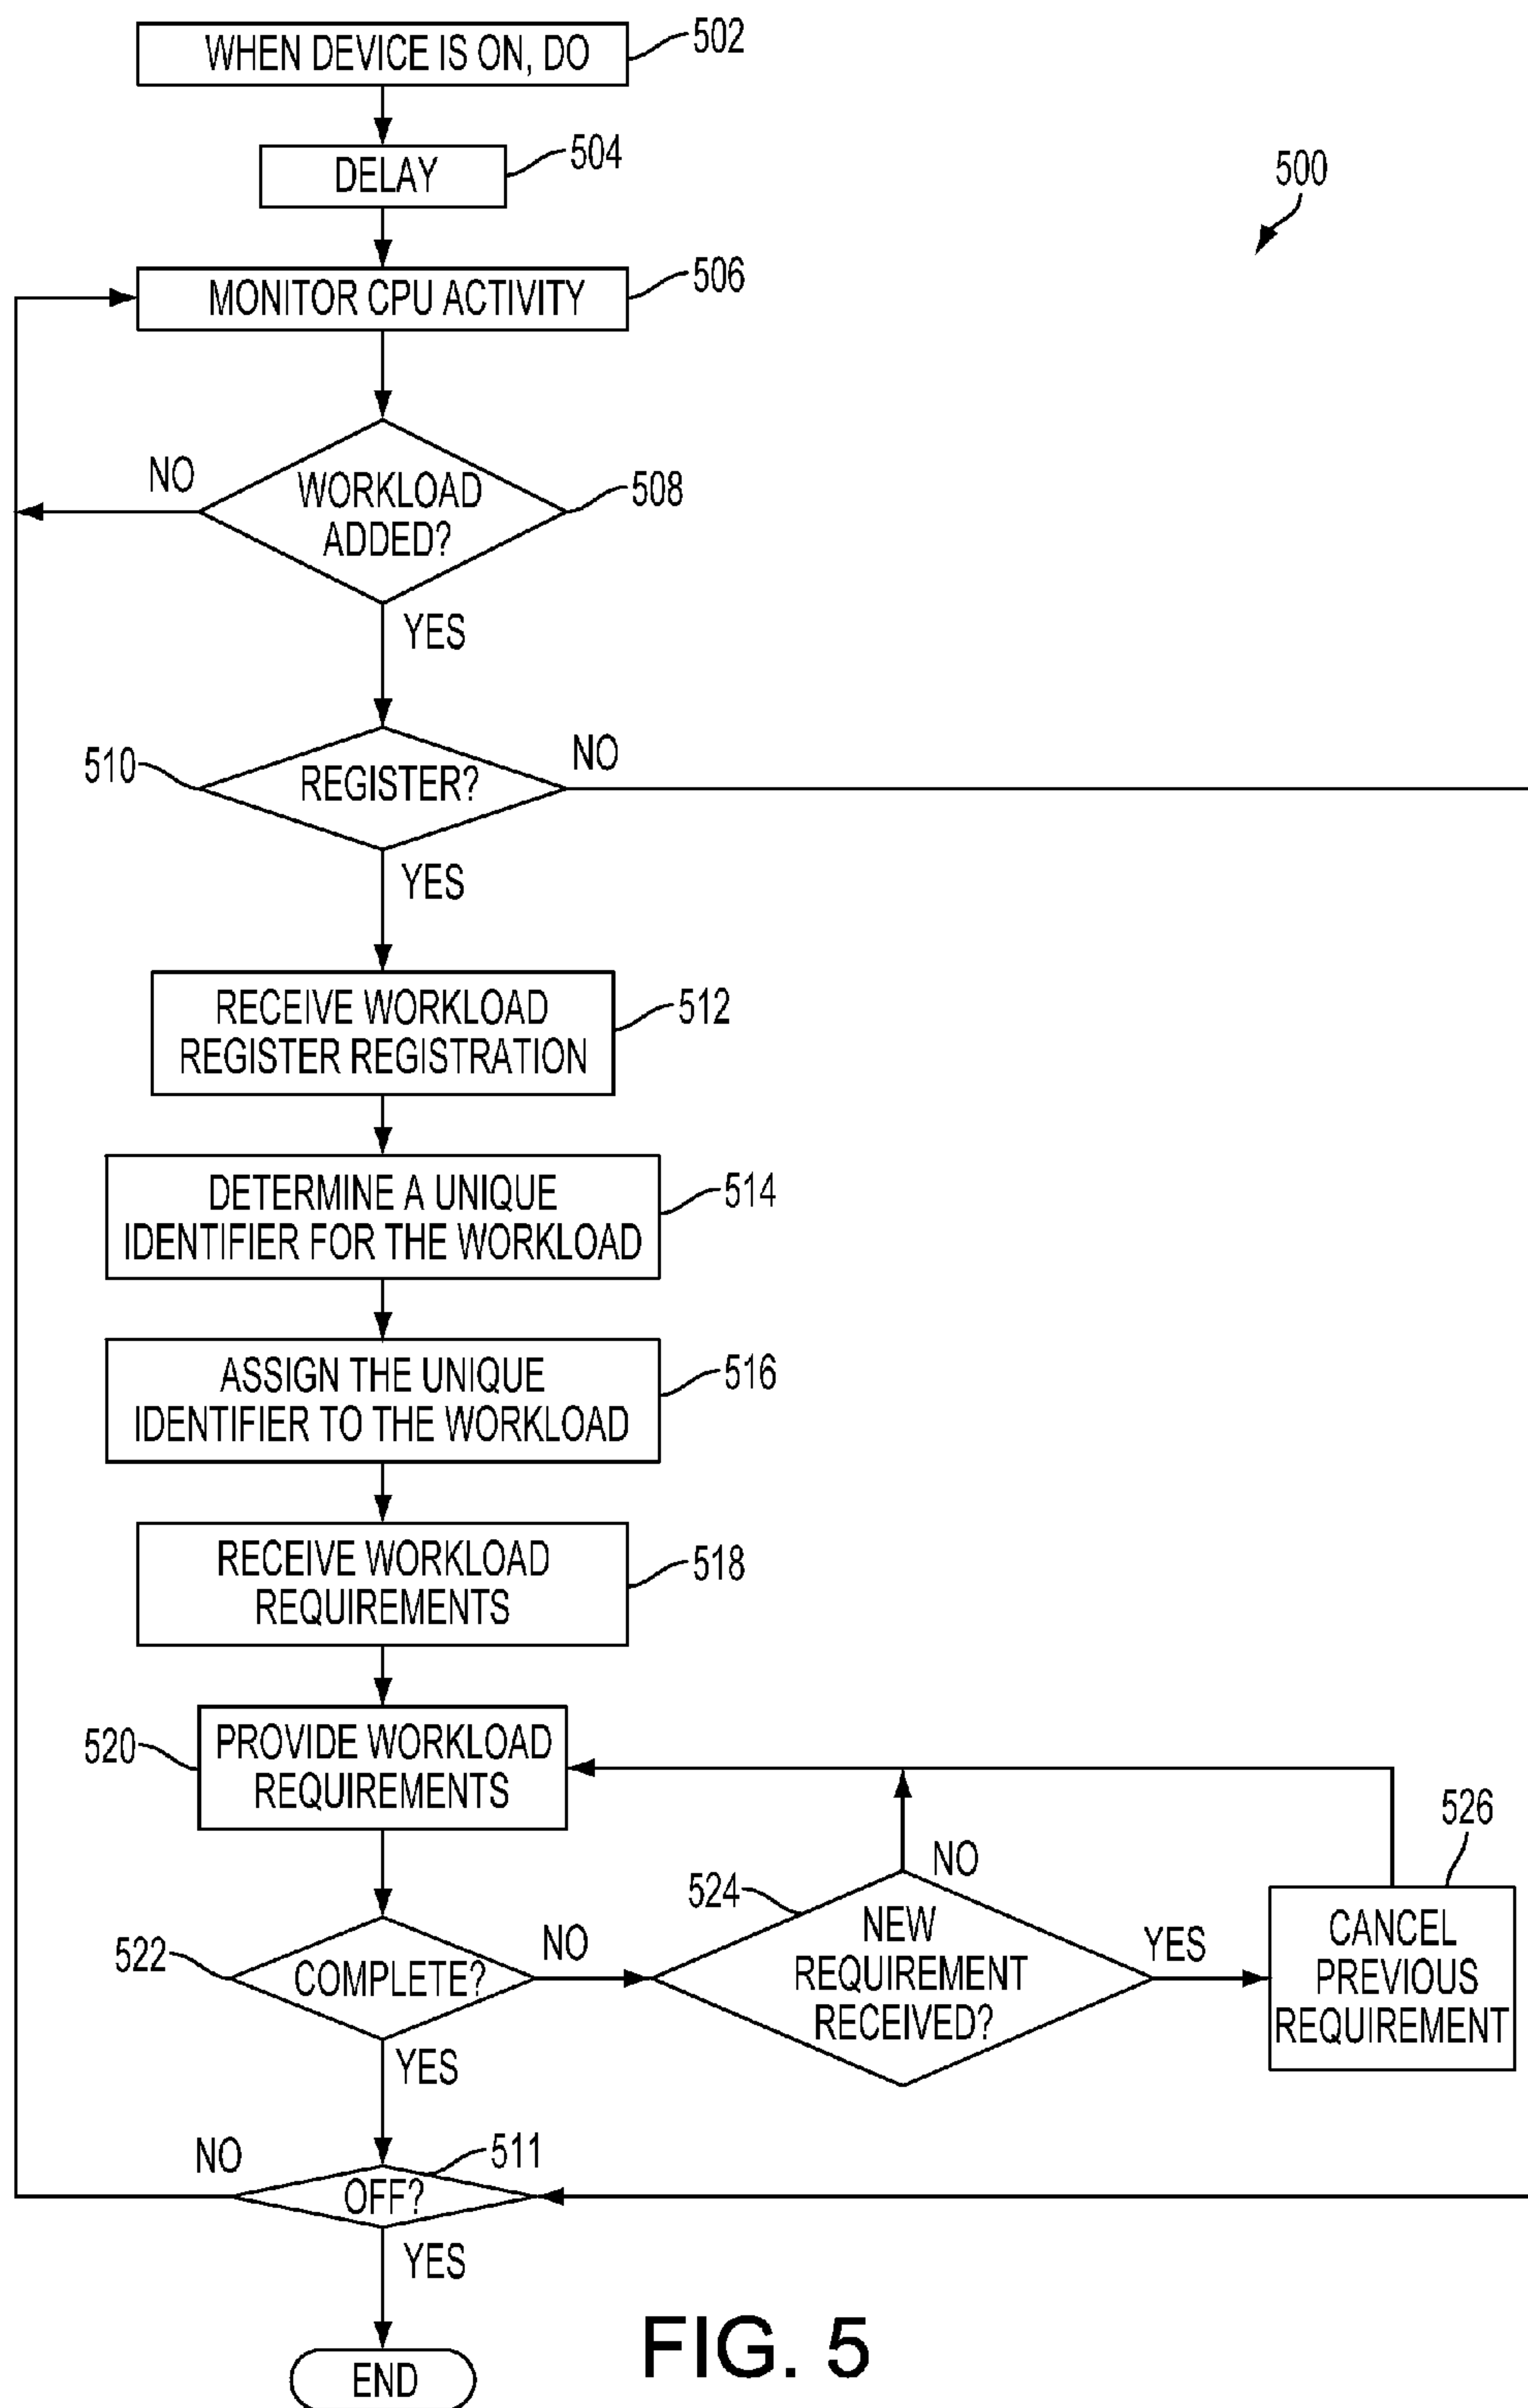 WHEN DEVICE IS ON, DO
502
DELAY
504
500
MONITOR CPU ACTIVITY
506
NO
WORKLOAD
ADDED?
508
YES
510
REGISTER?
NO
YES
RECEIVE WORKLOAD
REGISTER REGISTRATION
512
DETERMINE A UNIQUE
IDENTIFIER FOR THE WORKLOAD
514
ASSIGN THE UNIQUE
IDENTIFIER TO THE WORKLOAD
516
RECEIVE WORKLOAD
REQUIREMENTS
518
520
PROVIDE WORKLOAD
REQUIREMENTS
522
COMPLETE?
NO
524
NEW
REQUIREMENT
RECEIVED?
NO
YES
526
CANCEL
PREVIOUS
REQUIREMENT
YES
NO
OFF?
511
YES
END
FIG. 5